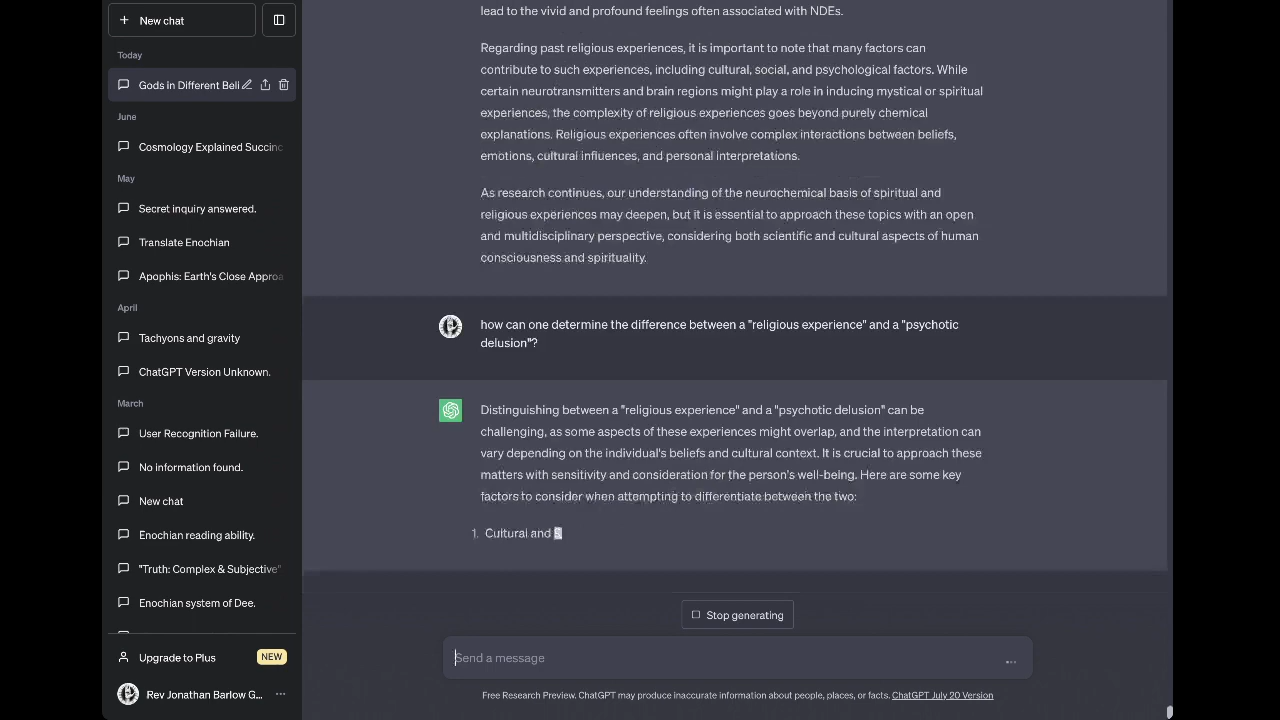 New chat
Today
Gods in Different Beli
June
Cosmology Explained Succinc
May
Secret inquiry answered.
Translate Enochian
Apophis: Earth's Close Approa
April
Tachyons and gravity
ChatGPT Version Unknown.
March
User Recognition Failure.
No information found.
New chat
Enochian reading ability.
"Truth: Complex & Subjective"
Enochian system of Dee.
Upgrade to Plus NEW
Rev Jonathan Barlow G...
lead to the vivid and profound feelings often associated with NDEs.
Regarding past religious experiences, it is important to note that many factors can
contribute to such experiences, including cultural, social, and psychological factors. While
certain neurotransmitters and brain regions might play a role in inducing mystical or spiritual
experiences, the complexity of religious experiences goes beyond purely chemical
explanations. Religious experiences often involve complex interactions between beliefs,
emotions, cultural influences, and personal interpretations.
As research continues, our understanding of the neurochemical basis of spiritual and
religious experiences may deepen, but it is essential to approach these topics with an open
and multidisciplinary perspective, considering both scientific and cultural aspects of human
consciousness and spirituality.
how can one determine the difference between a "religious experience" and a "psychotic
delusion"?
Distinguishing between a "religious experience" and a "psychotic delusion" can be
challenging, as some aspects of these experiences might overlap, and the interpretation can
vary depending on the individual's beliefs and cultural context. It is crucial to approach these
matters with sensitivity and consideration for the person's well-being. Here are some key
factors to consider when attempting to differentiate between the two:
1. Cultural and
Stop generating
Send a message
Free Research Preview. ChatGPT may produce inaccurate information about people, places, or facts. ChatGPT July 20 Version